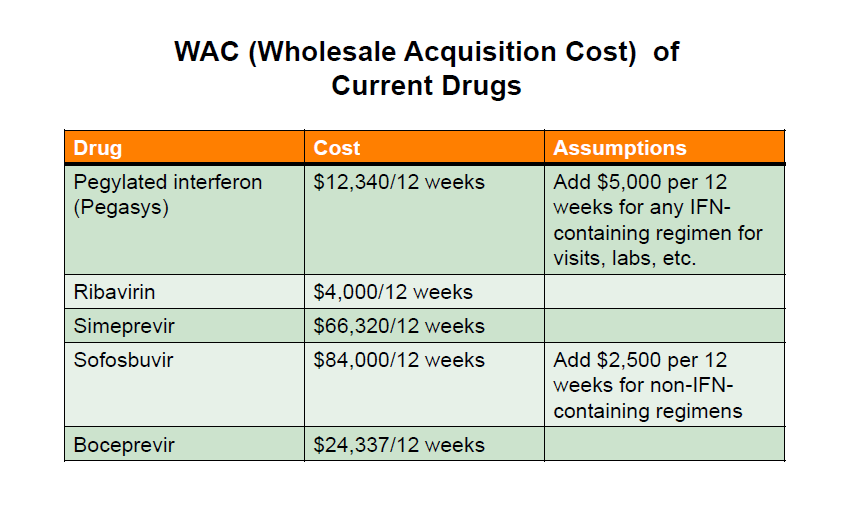 WAC (Wholesale Acquisition Cost)  of
Current Drugs
Drug Cost Assumptions
Pegylated interferon
(Pegasys)
$12,340/12 weeks
Add $5,000 per 12
weeks for any IFN-
containing regimen for
visits, labs, etc.
Ribavirin $4,000/12 weeks
Simeprevir $66,320/12 weeks
Sofosbuvir $84,000/12 weeks
Add $2,500 per 12
weeks for non-IFN-
containing regimens
Boceprevir $24,337/12 weeks